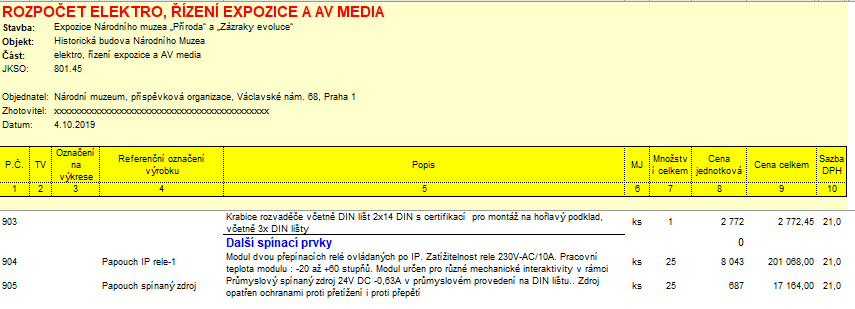 ROZPOČET ELEKTRO, ŘÍZENÍ EXPOZICE A AV MEDIA
Stavba: Expozice Národního muzea „Příroda“ a „Zázraky evoluce“
Objekt: Historická budova Národního Muzea
Část: elektro, řízení expozice a AV media
JKSO: 801.45
Objednatel: Národní muzeum, příspěvková organizace, Václavské nám. 68, Praha 1
Zhotovitel: xxxxxxxxxxxxxxxxxxxxxxxxxxxxxxxxxxxxxxxxxxx
Datum: 4.10.2019
P.Č. TV Označení na výkrese Referenční označení výrobku Popis MJ Množství celkem Cena jednotková Cena celkem Sazba DPH
1 2 3 4 5 6 7 8 9 10
903 Krabice rozvaděče včetně DIN lišt 2x14 DIN s certifikací pro montáž na hořlavý podklad, ks 1 2 772 2 772,45 21,0
včetně 3x DIN lišty
Další spínací prvky 0
Modul dvou přepínacích relé ovládaných po IP. Zatížitelnost rele 230V-AC/10A. Pracovní
904 Papouch IP rele-1 teplota modulu : -20 až +60 stupňů. Modul určen pro různé mechanické interaktivity v rámci ks 25 8 043 201 068,00 21,0
905 Papouch spínaný zdroj Průmyslový spínaný zdroj 24V DC -0,63A v průmyslovém provedení na DIN lištu.. Zdroj ks 25 687 17 164,00 21,0
opatřen ochranami proti přetížení i proti přepětí